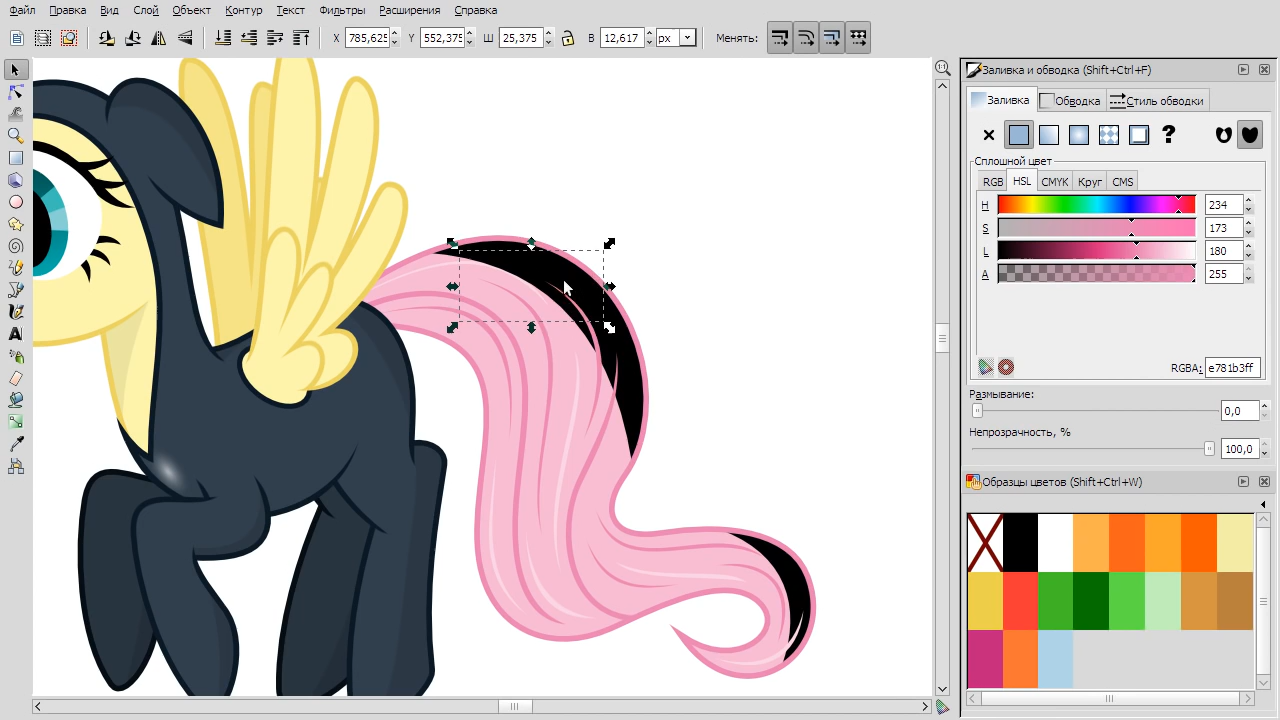 Файл Правка Вид Слой Объект Контур Текст Фильтры Расширения Справка
X 785,625 Y 552,375 Ш 25,375 В 12,617 px Менять:
1:1
Заливка и обводка (Shift+Ctrl+F)
Заливка Обводка Стиль обводки
?
Сплошной цвет
RGB HSL CMYK Круг CMS
H 234
S 173
L 180
A 255
RGBA: e781b3ff
Размывание:
0,0
Непрозрачность, %
100,0
Образцы цветов (Shift+Ctrl+W)